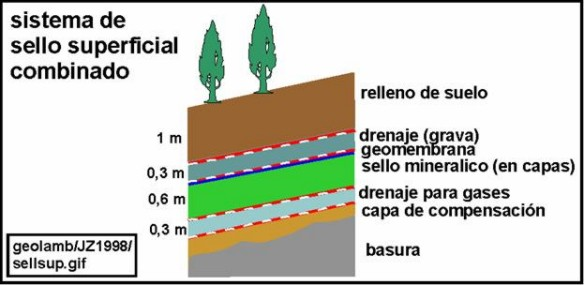 sistema de
sello superficial
combinado
relleno de suelo
1 m
drenaje (grava)
geomembrana
0,3 m
sello mineralico (en capas)
0,6 m
drenaje para gases
capa de compensación
0,3 m
basura
geolamb/JZ1998/
sellsup.gif